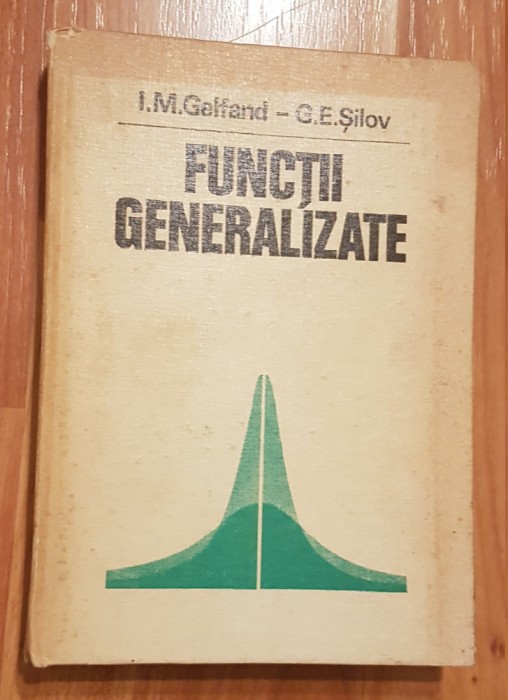 I.M.Gelfand – G.E.Şilov
FUNCŢII
GENERALIZATE